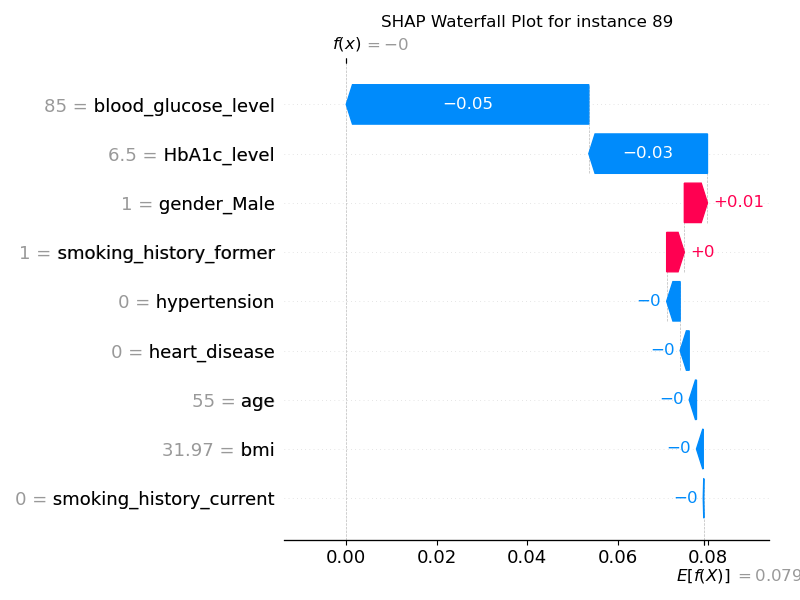 SHAP Waterfall Plot for instance 89
f(x) = −0
85 = blood_glucose_level
−0.05
6.5 = HbA1c_level
−0.03
1 = gender_Male
+0.01
1 = smoking_history_former
+0
0 = hypertension
−0
0 = heart_disease
−0
55 = age
−0
31.97 = bmi
−0
0 = smoking_history_current
−0
0.00 0.02 0.04 0.06 0.08
E[f(X)] = 0.079